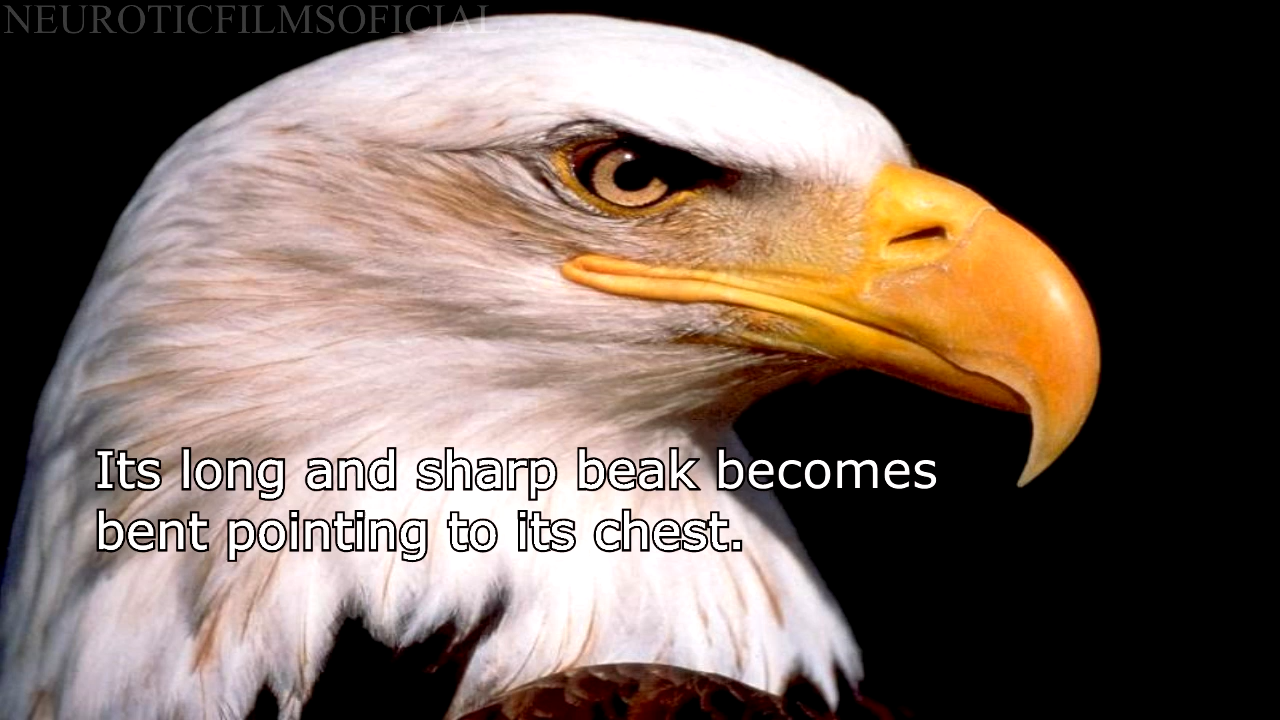 NEUROTICFILMSOFICIAL
Its long and sharp beak becomes
bent pointing to its chest.